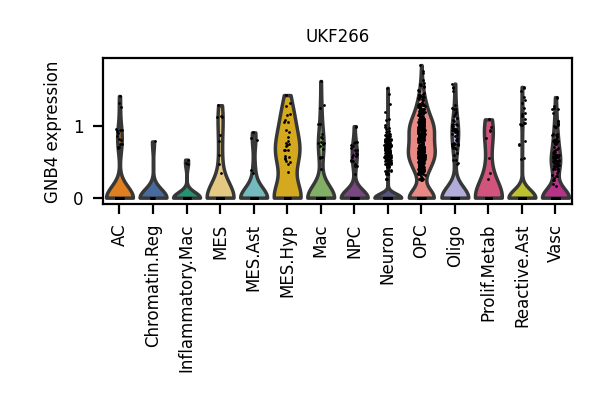 UKF266
GNB4 expression
1
0
AC
Chromatin.Reg
Inflammatory.Mac
MES
MES.Ast
MES.Hyp
Mac
NPC
Neuron
OPC
Oligo
Prolif.Metab
Reactive.Ast
Vasc